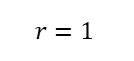 r = 1